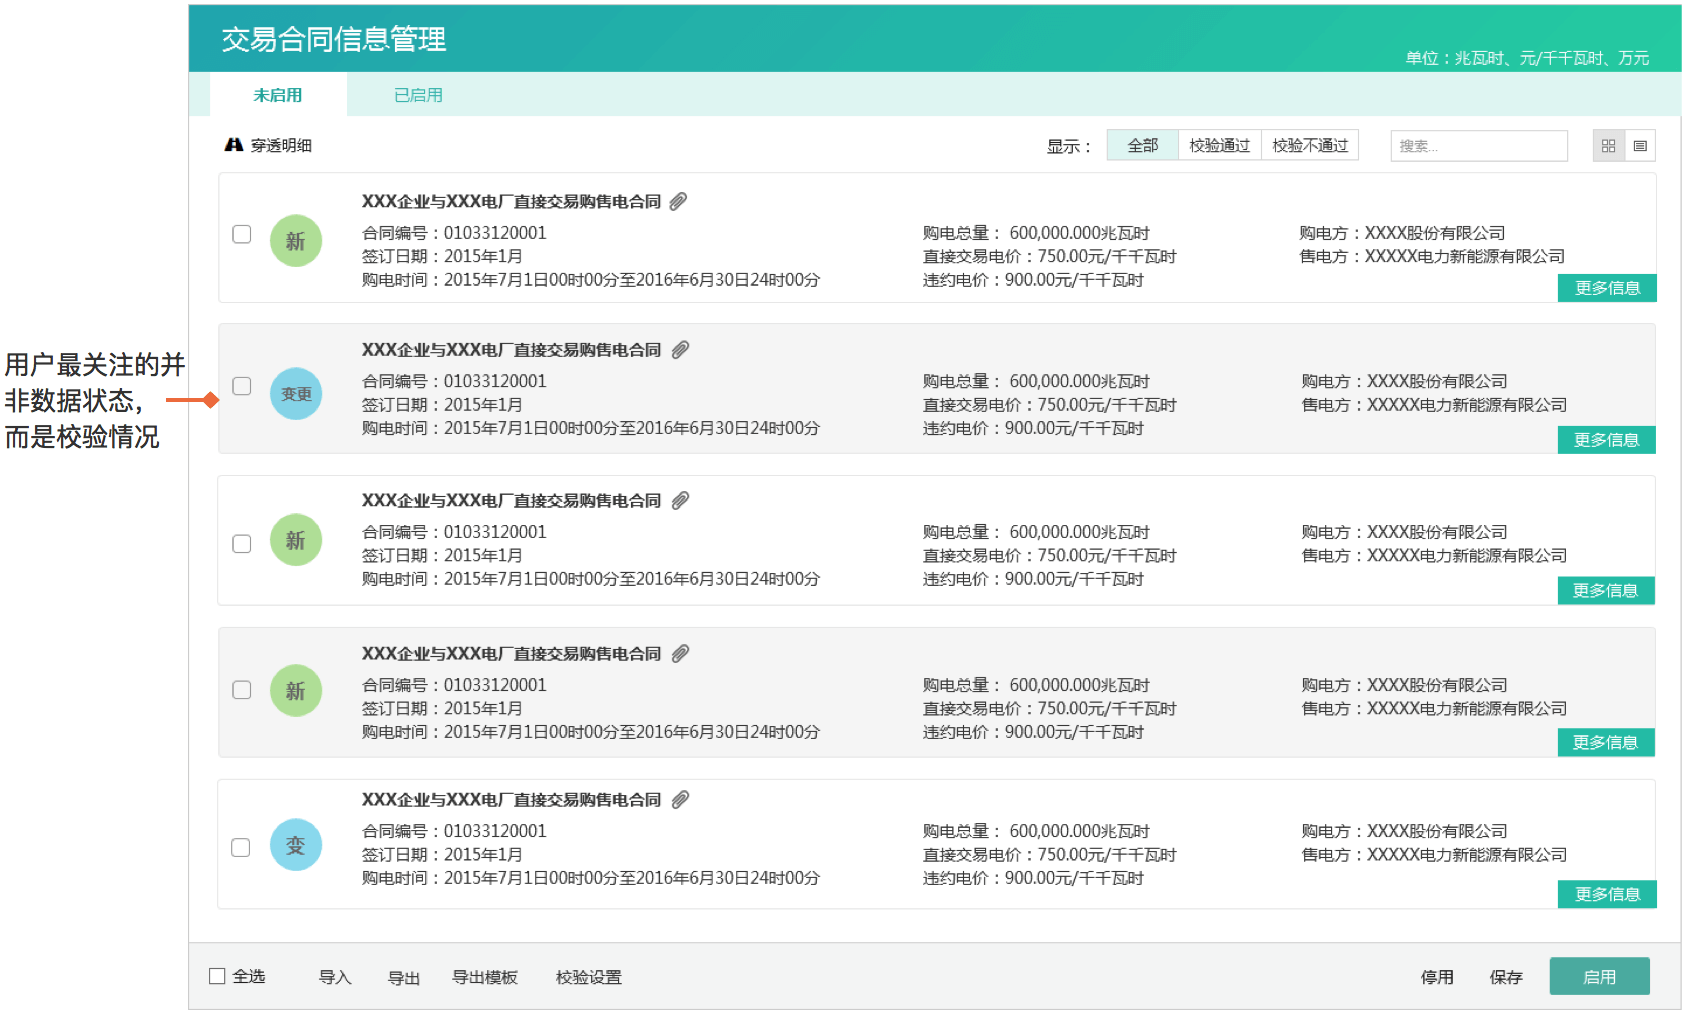 交易合同信息管理
单位：兆瓦时、元/千千瓦时、万元
未启用
已启用
穿透明细
显示：
全部
校验通过
校验不通过
搜索...
XXX企业与XXX电厂直接交易购售电合同
新
合同编号：01033120001
购电总量： 600,000.000兆瓦时
购电方：XXXX股份有限公司
签订日期：2015年1月
直接交易电价：750.00元/千千瓦时
售电方：XXXXX电力新能源有限公司
购电时间：2015年7月1日00时00分至2016年6月30日24时00分
违约电价：900.00元/千千瓦时
更多信息
用户最关注的并
非数据状态，
而是校验情况
XXX企业与XXX电厂直接交易购售电合同
变更
合同编号：01033120001
购电总量： 600,000.000兆瓦时
购电方：XXXX股份有限公司
签订日期：2015年1月
直接交易电价：750.00元/千千瓦时
售电方：XXXXX电力新能源有限公司
购电时间：2015年7月1日00时00分至2016年6月30日24时00分
违约电价：900.00元/千千瓦时
更多信息
XXX企业与XXX电厂直接交易购售电合同
新
合同编号：01033120001
购电总量： 600,000.000兆瓦时
购电方：XXXX股份有限公司
签订日期：2015年1月
直接交易电价：750.00元/千千瓦时
售电方：XXXXX电力新能源有限公司
购电时间：2015年7月1日00时00分至2016年6月30日24时00分
违约电价：900.00元/千千瓦时
更多信息
XXX企业与XXX电厂直接交易购售电合同
新
合同编号：01033120001
购电总量： 600,000.000兆瓦时
购电方：XXXX股份有限公司
签订日期：2015年1月
直接交易电价：750.00元/千千瓦时
售电方：XXXXX电力新能源有限公司
购电时间：2015年7月1日00时00分至2016年6月30日24时00分
违约电价：900.00元/千千瓦时
更多信息
XXX企业与XXX电厂直接交易购售电合同
变
合同编号：01033120001
购电总量： 600,000.000兆瓦时
购电方：XXXX股份有限公司
签订日期：2015年1月
直接交易电价：750.00元/千千瓦时
售电方：XXXXX电力新能源有限公司
购电时间：2015年7月1日00时00分至2016年6月30日24时00分
违约电价：900.00元/千千瓦时
更多信息
全选
导入
导出
导出模板
校验设置
停用
保存
启用